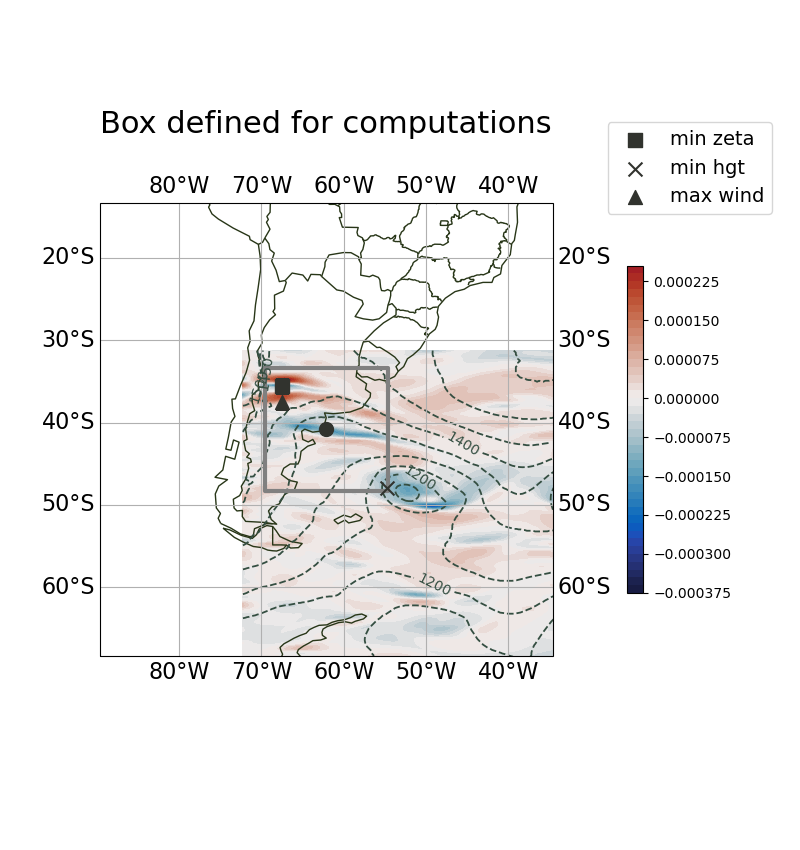 Box defined for computations
min zeta
min hgt
max wind
80°W 70°W 60°W 50°W 40°W
20°S 20°S
30°S 30°S
40°S 40°S
50°S 50°S
60°S 60°S
80°W 70°W 60°W 50°W 40°W
1400
1200
1200
0.000225
0.000150
0.000075
0.000000
−0.000075
−0.000150
−0.000225
−0.000300
−0.000375